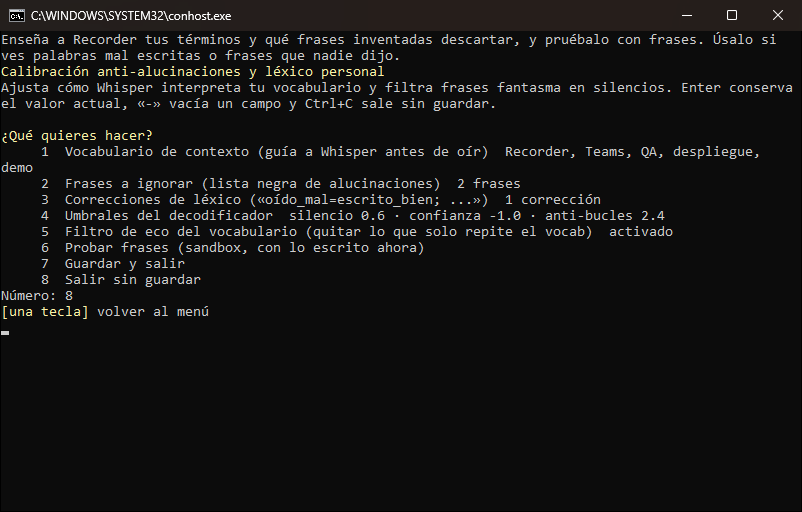 C:\WINDOWS\SYSTEM32\conhost.exe
Enseña a Recorder tus términos y qué frases inventadas descartar, y pruébalo con frases. Úsalo si
ves palabras mal escritas o frases que nadie dijo.
Calibración anti-alucinaciones y léxico personal
Ajusta cómo Whisper interpreta tu vocabulario y filtra frases fantasma en silencios. Enter conserva
el valor actual, «-» vacía un campo y Ctrl+C sale sin guardar.
¿Qué quieres hacer?
1 Vocabulario de contexto (guía a Whisper antes de oír) Recorder, Teams, QA, despliegue,
demo
2 Frases a ignorar (lista negra de alucinaciones) 2 frases
3 Correcciones de léxico («oído_mal=escrito_bien; ...») 1 corrección
4 Umbrales del decodificador silencio 0.6 · confianza -1.0 · anti-bucles 2.4
5 Filtro de eco del vocabulario (quitar lo que solo repite el vocab) activado
6 Probar frases (sandbox, con lo escrito ahora)
7 Guardar y salir
8 Salir sin guardar
Número: 8
[una tecla] volver al menú